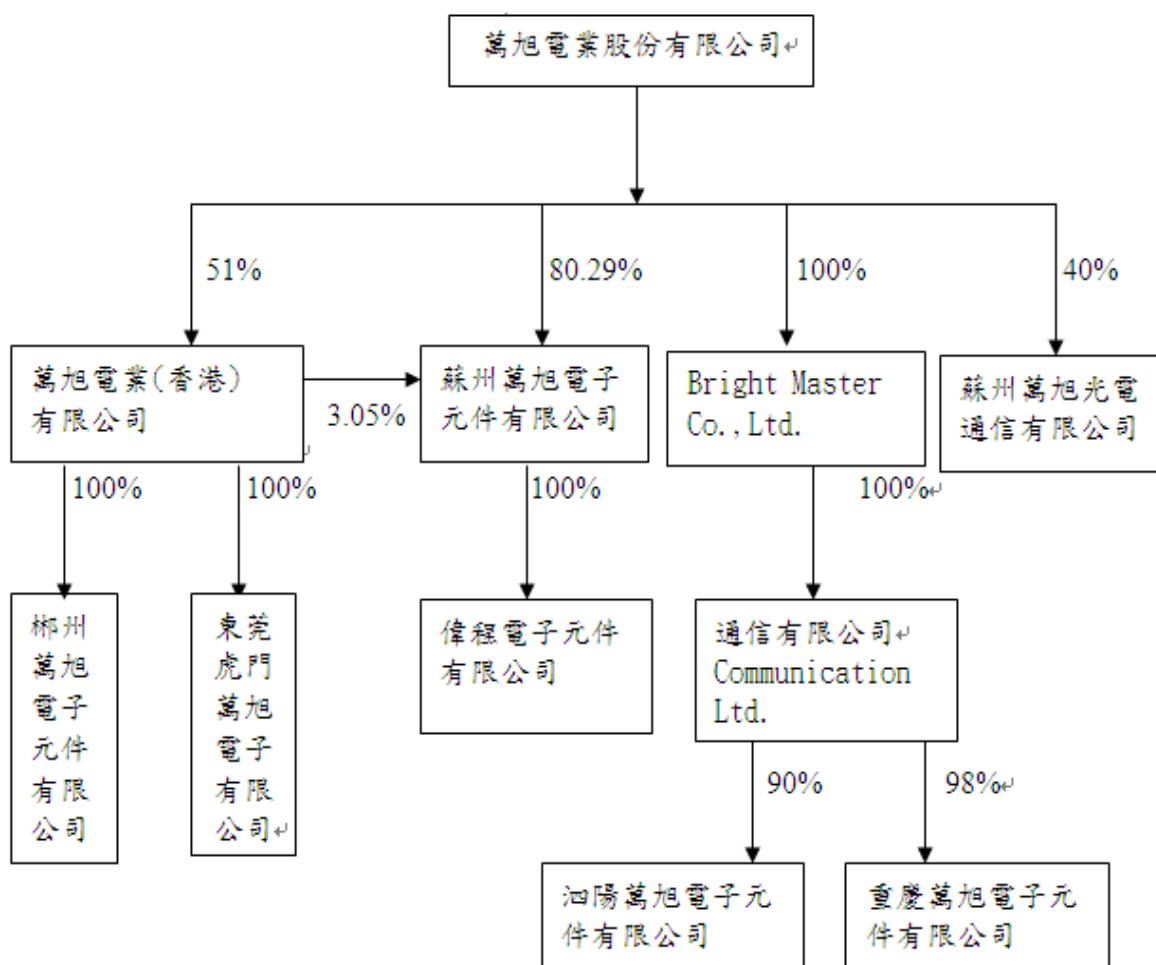 萬旭電業股份有限公司
51%
80.29%
100%
40%
萬旭電業(香港)
有限公司
3.05%
蘇州萬旭電子
元件有限公司
Bright Master
Co.,Ltd.
蘇州萬旭光電
通信有限公司
100%
100%
100%
100%
郴州
萬旭
電子
元件
有限
公司
東莞
虎門
萬旭
電子
有限
公司
偉程電子元件
有限公司
通信有限公司
Communication
Ltd.
90%
98%
泗陽萬旭電子元
件有限公司
重慶萬旭電子元
件有限公司